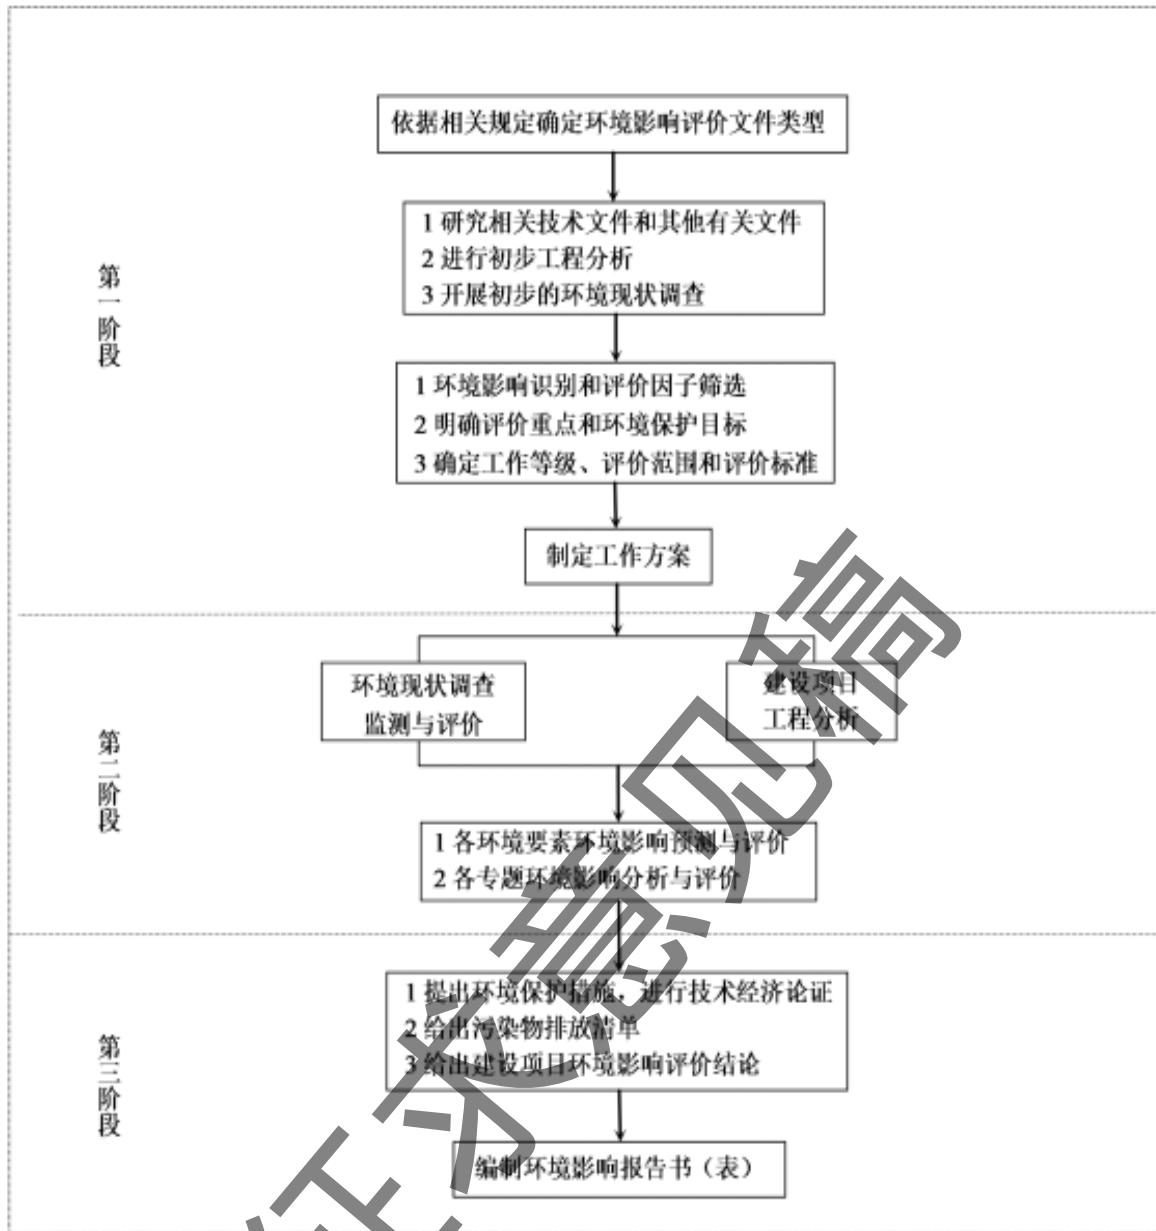 依据相关规定确定环境影响评价文件类型
1 研究相关技术文件和其他有关文件
2 进行初步工程分析
3 开展初步的环境现状调查
第一阶段
1 环境影响识别和评价因子筛选
2 明确评价重点和环境保护目标
3 确定工作等级、评价范围和评价标准
制定工作方案
环境现状调查
监测与评价
建设项目
工程分析
第二阶段
1 各环境要素环境影响预测与评价
2 各专题环境影响分析与评价
1 提出环境保护措施，进行技术经济论证
2 给出污染物排放清单
3 给出建设项目环境影响评价结论
第三阶段
编制环境影响报告书（表）
征求意见稿